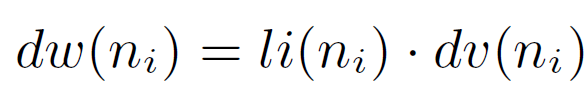 dw(n_i) = li(n_i) · dv(n_i)